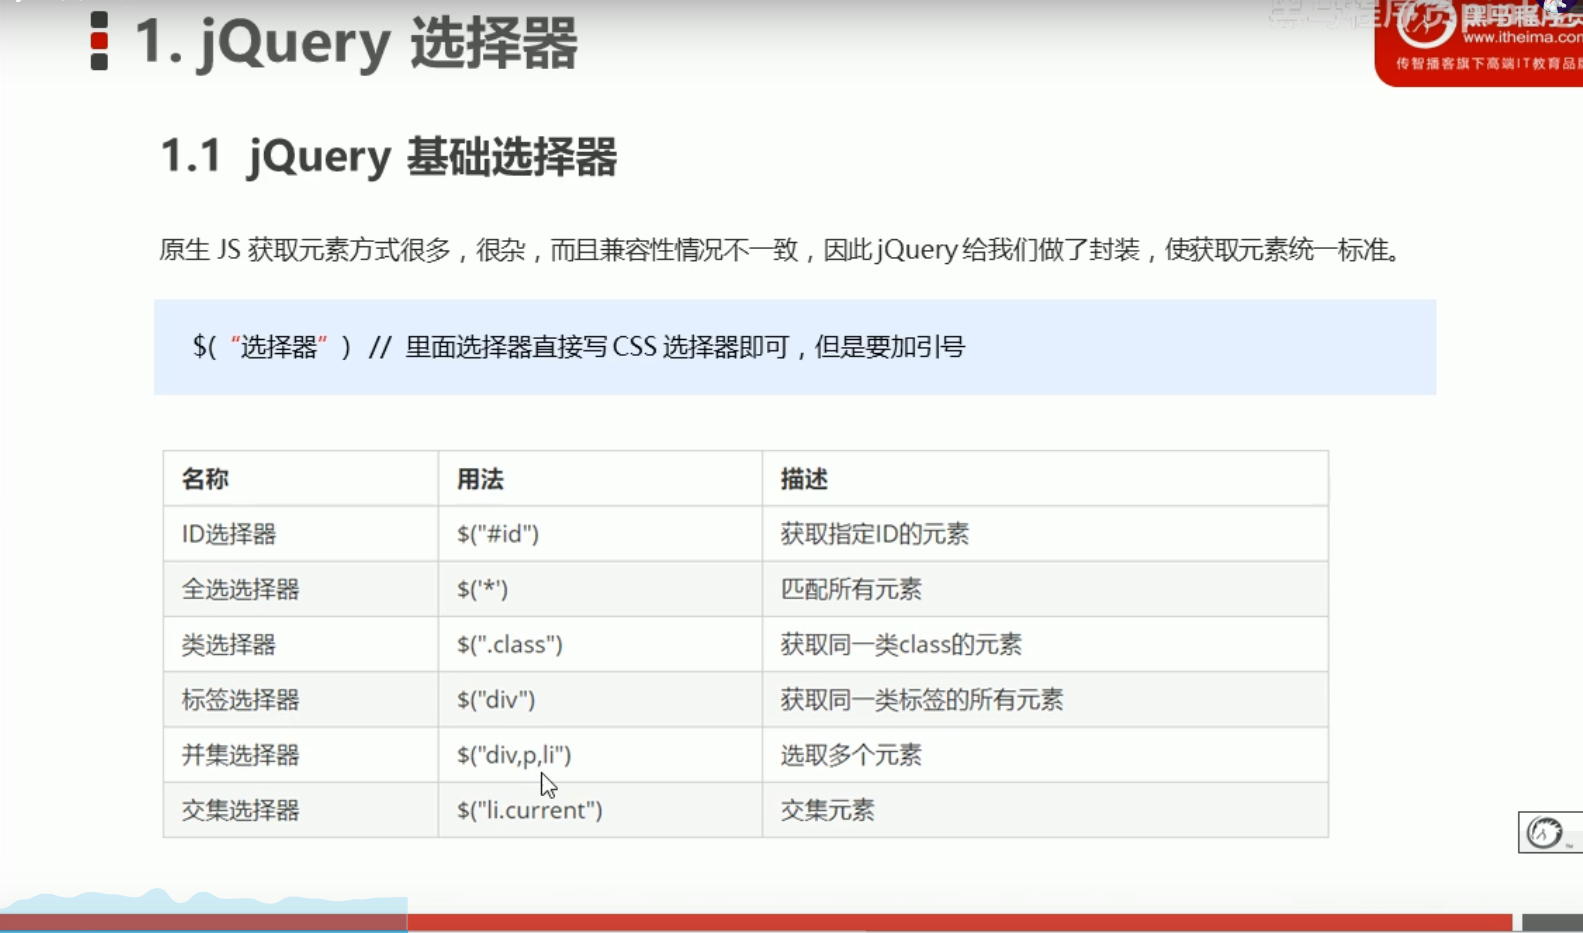 1. jQuery 选择器
www.itheima.com
传智播客旗下高端IT教育品牌
1.1 jQuery 基础选择器
原生 JS 获取元素方式很多，很杂，而且兼容性情况不一致，因此 jQuery 给我们做了封装，使获取元素统一标准。
$( “选择器” ) // 里面选择器直接写 CSS 选择器即可，但是要加引号
名称 用法 描述
ID选择器 $("#id") 获取指定ID的元素
全选选择器 $('*') 匹配所有元素
类选择器 $(".class") 获取同一类class的元素
标签选择器 $("div") 获取同一类标签的所有元素
并集选择器 $("div,p,li") 选取多个元素
交集选择器 $("li.current") 交集元素